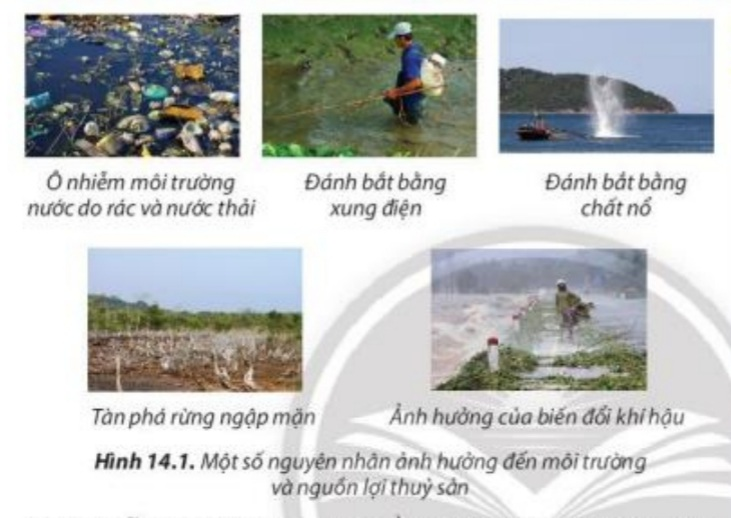 Ô nhiễm môi trường
nước do rác và nước thải
Đánh bắt bằng
xung điện
Đánh bắt bằng
chất nổ
Tàn phá rừng ngập mặn
Ảnh hưởng của biến đổi khí hậu
Hình 14.1. Một số nguyên nhân ảnh hưởng đến môi trường
và nguồn lợi thuỷ sản